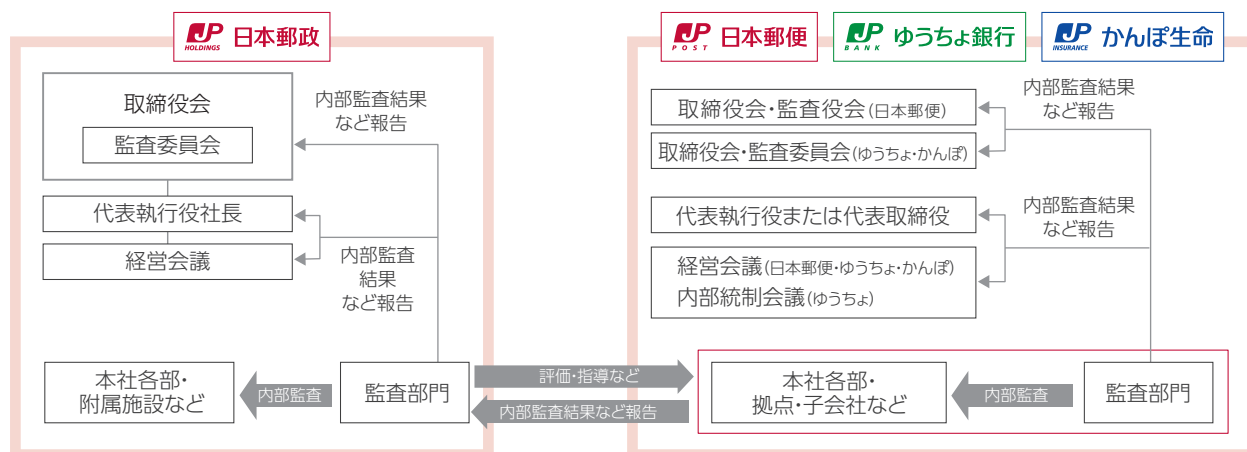 JP
HOLDINGS
日本郵政
取締役会
監査委員会
内部監査結果
など報告
代表執行役社長
経営会議
内部監査
結果
など報告
本社各部・
附属施設など
内部監査
監査部門
評価・指導など
内部監査結果など報告
JP
POST
日本郵便
JP
BANK
ゆうちょ銀行
JP
INSURANCE
かんぽ生命
取締役会・監査役会(日本郵便)
取締役会・監査委員会(ゆうちょ・かんぽ)
内部監査結果
など報告
代表執行役または代表取締役
経営会議(日本郵便・ゆうちょ・かんぽ)
内部統制会議(ゆうちょ)
内部監査結果
など報告
本社各部・
拠点・子会社など
内部監査
監査部門